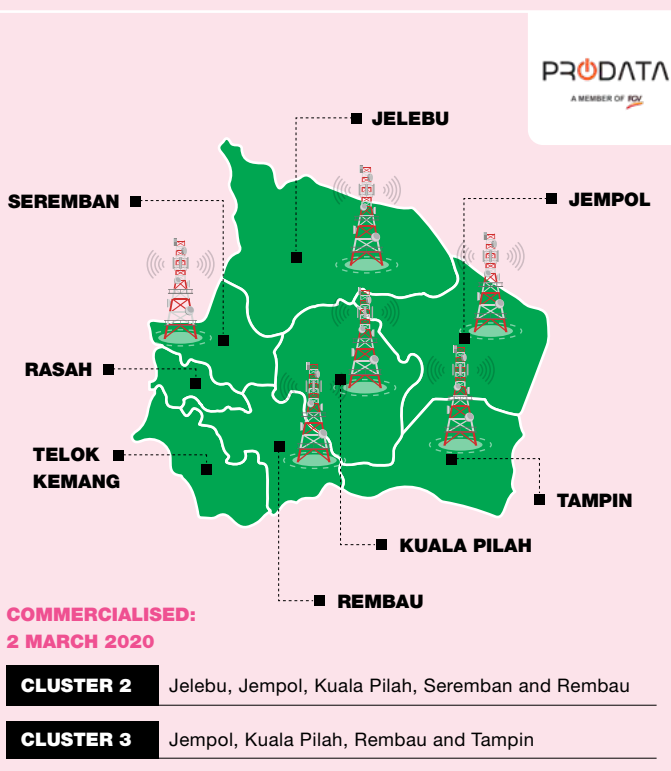 PRODATA
A MEMBER OF FGV
JELEBU
SEREMBAN
JEMPOL
RASAH
TELOK
KEMANG
TAMPIN
KUALA PILAH
REMBAU
COMMERCIALISED:
2 MARCH 2020
CLUSTER 2 Jelebu, Jempol, Kuala Pilah, Seremban and Rembau
CLUSTER 3 Jempol, Kuala Pilah, Rembau and Tampin